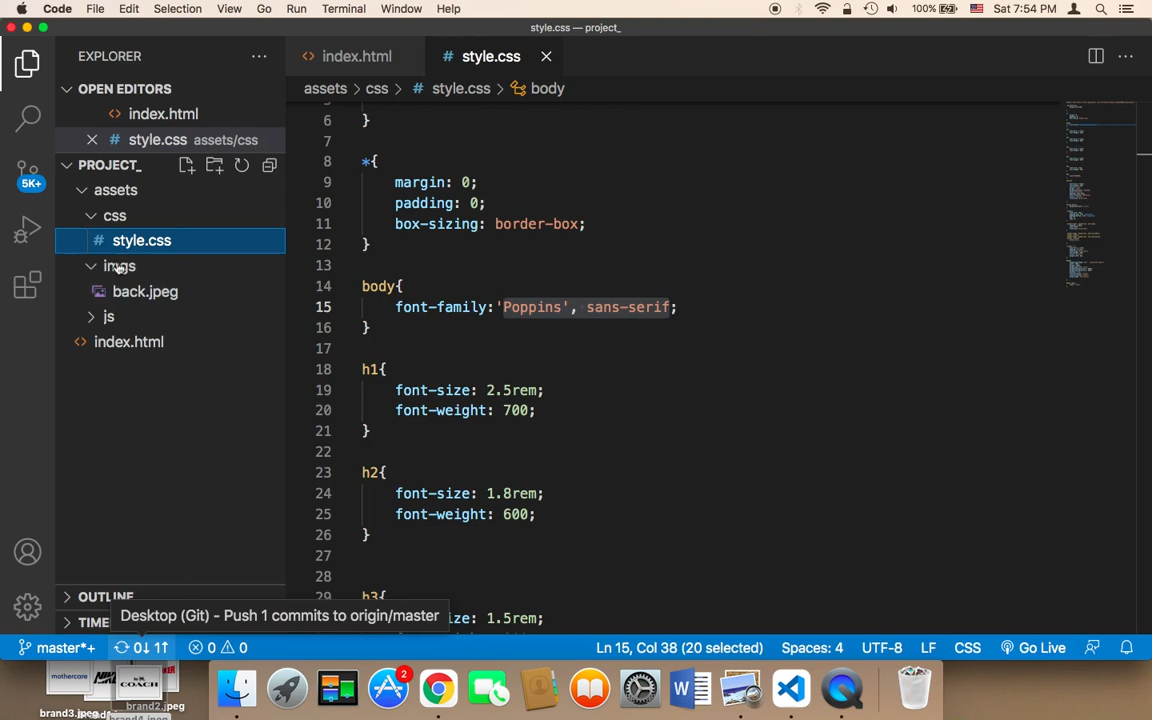 Code File Edit Selection View Go Run Terminal Window Help 100% Sat 7:54 PM
style.css — project_
EXPLORER
index.html
style.css
OPEN EDITORS
assets > css > # style.css > body
index.html
style.css assets/css
PROJECT_
assets
css
# style.css
imgs
back.jpeg
js
index.html
5K+
6 }
7
8 *{
9 margin: 0;
10 padding: 0;
11 box-sizing: border-box;
12 }
13
14 body{
15 font-family:'Poppins', sans-serif;
16 }
17
18 h1{
19 font-size: 2.5rem;
20 font-weight: 700;
21 }
22
23 h2{
24 font-size: 1.8rem;
25 font-weight: 600;
26 }
27
28
29 h3{
font-size: 1.5rem;
OUTLINE
Desktop (Git) - Push 1 commits to origin/master
master*+ 0↓ 1↑ 0 0 Ln 15, Col 38 (20 selected) Spaces: 4 UTF-8 LF CSS Go Live
mothercare
COACH
2
W
brand3.jpeg
brand2.jpeg
brand4.jpeg